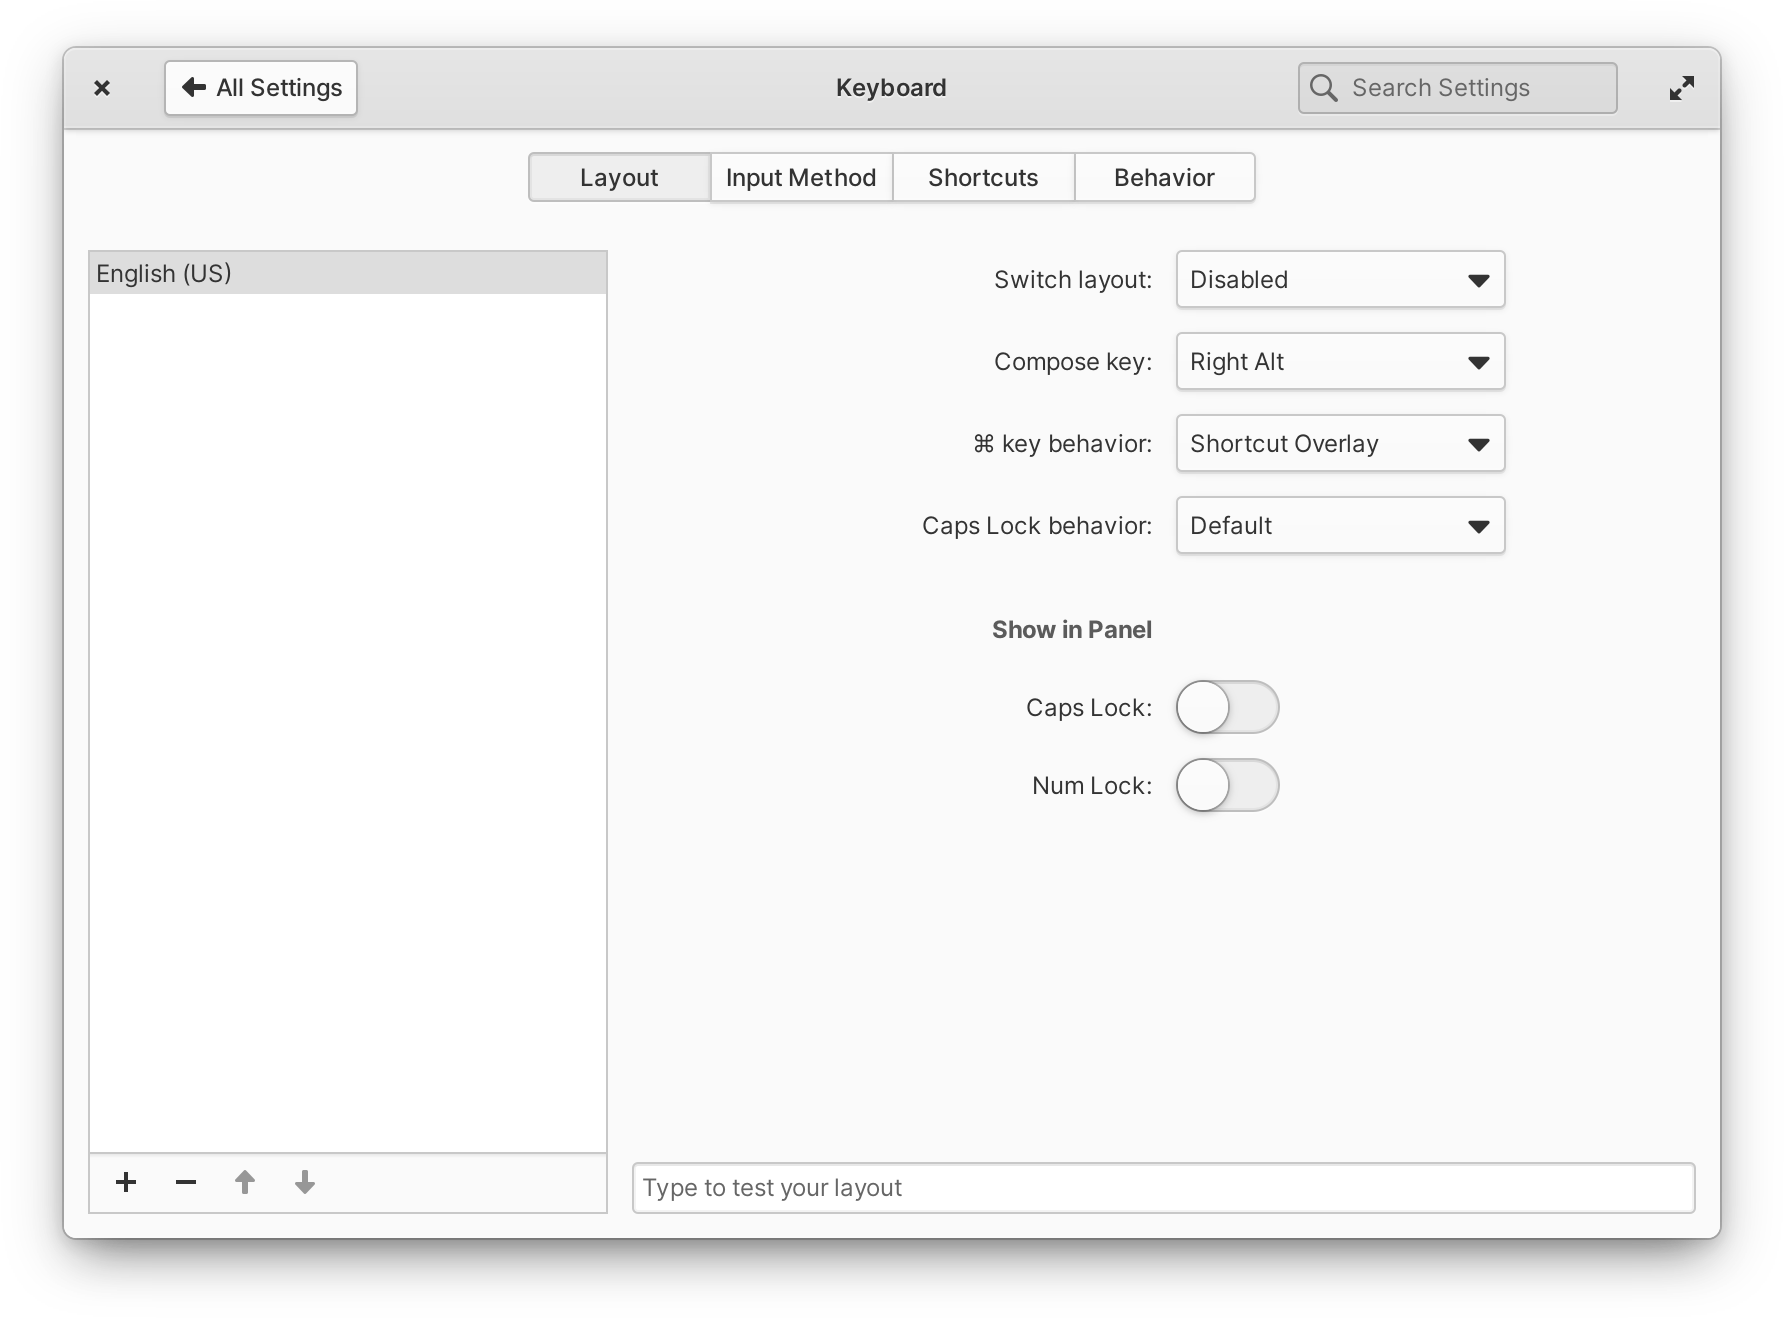 All Settings
Keyboard
Search Settings
Layout
Input Method
Shortcuts
Behavior
English (US)
Switch layout:
Disabled
Compose key:
Right Alt
⌘ key behavior:
Shortcut Overlay
Caps Lock behavior:
Default
Show in Panel
Caps Lock:
Num Lock:
Type to test your layout